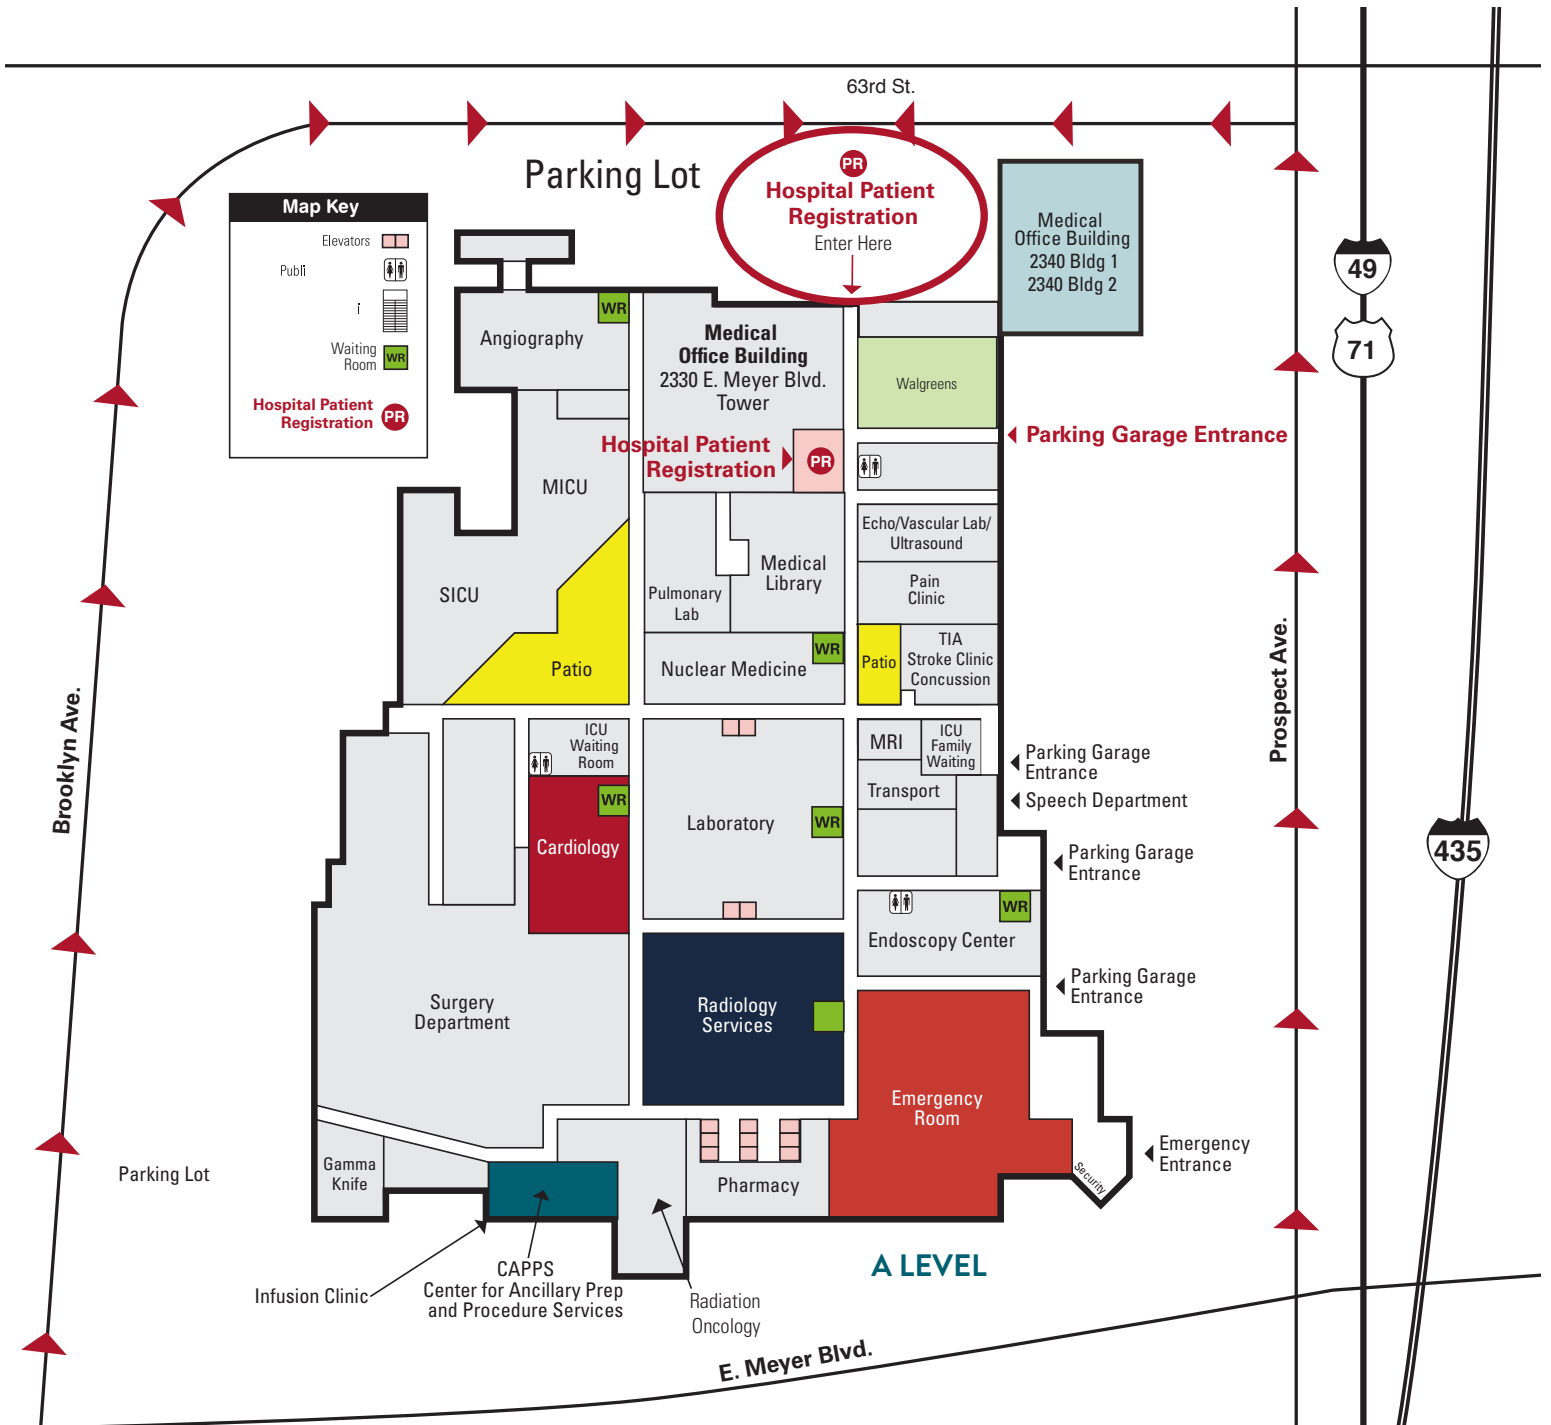 63rd St.
Parking Lot
PR
Hospital Patient
Registration
Enter Here
Medical
Office Building
2340 Bldg 1
2340 Bldg 2
Map Key
Elevators
Publi
i
Waiting
Room
WR
Hospital Patient
Registration
PR
49
71
435
Angiography
WR
Medical
Office Building
2330 E. Meyer Blvd.
Tower
Walgreens
Hospital Patient
Registration
PR
Parking Garage Entrance
MICU
SICU
Patio
Pulmonary
Lab
Medical
Library
Echo/Vascular Lab/
Ultrasound
Pain
Clinic
Nuclear Medicine
WR
Patio
TIA
Stroke Clinic
Concussion
Brooklyn Ave.
Prospect Ave.
ICU
Waiting
Room
WR
Cardiology
Laboratory
WR
MRI
ICU
Family
Waiting
Transport
Parking Garage
Entrance
Speech Department
Parking Garage
Entrance
WR
Endoscopy Center
Parking Garage
Entrance
Surgery
Department
Radiology
Services
Emergency
Room
Emergency
Entrance
Security
Parking Lot
Gamma
Knife
Pharmacy
Infusion Clinic
CAPPS
Center for Ancillary Prep
and Procedure Services
Radiation
Oncology
A LEVEL
E. Meyer Blvd.